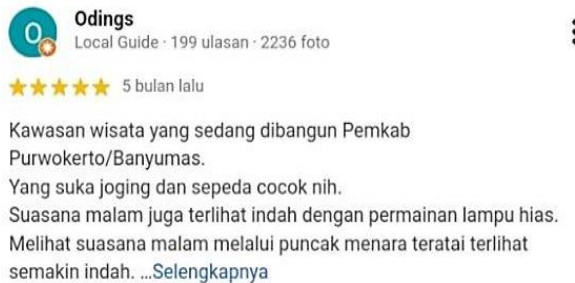 O
Odings
Local Guide · 199 ulasan · 2236 foto
5 bulan lalu
Kawasan wisata yang sedang dibangun Pemkab
Purwokerto/Banyumas.
Yang suka joging dan sepeda cocok nih.
Suasana malam juga terlihat indah dengan permainan lampu hias.
Melihat suasana malam melalui puncak menara teratai terlihat
semakin indah. ...Selengkapnya